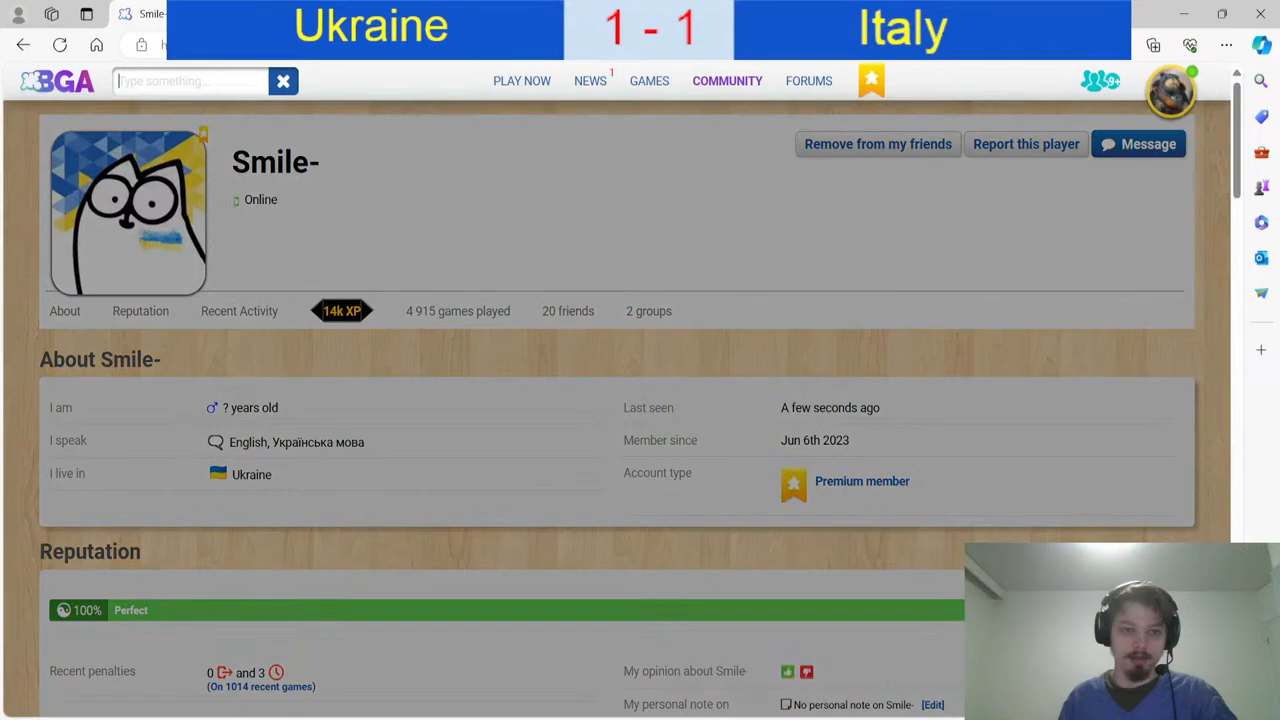 Ukraine 1 - 1 Italy
Smile-
BGA Type something... PLAY NOW NEWS 1 GAMES COMMUNITY FORUMS 9+
Smile- Remove from my friends Report this player Message
Online
About Reputation Recent Activity 14k XP 4 915 games played 20 friends 2 groups
About Smile-
I am ? years old Last seen A few seconds ago
I speak English, Українська мова Member since Jun 6th 2023
I live in Ukraine Account type Premium member
Reputation
100% Perfect
Recent penalties 0 and 3 My opinion about Smile-
(On 1014 recent games)
My personal note on No personal note on Smile- [Edit]